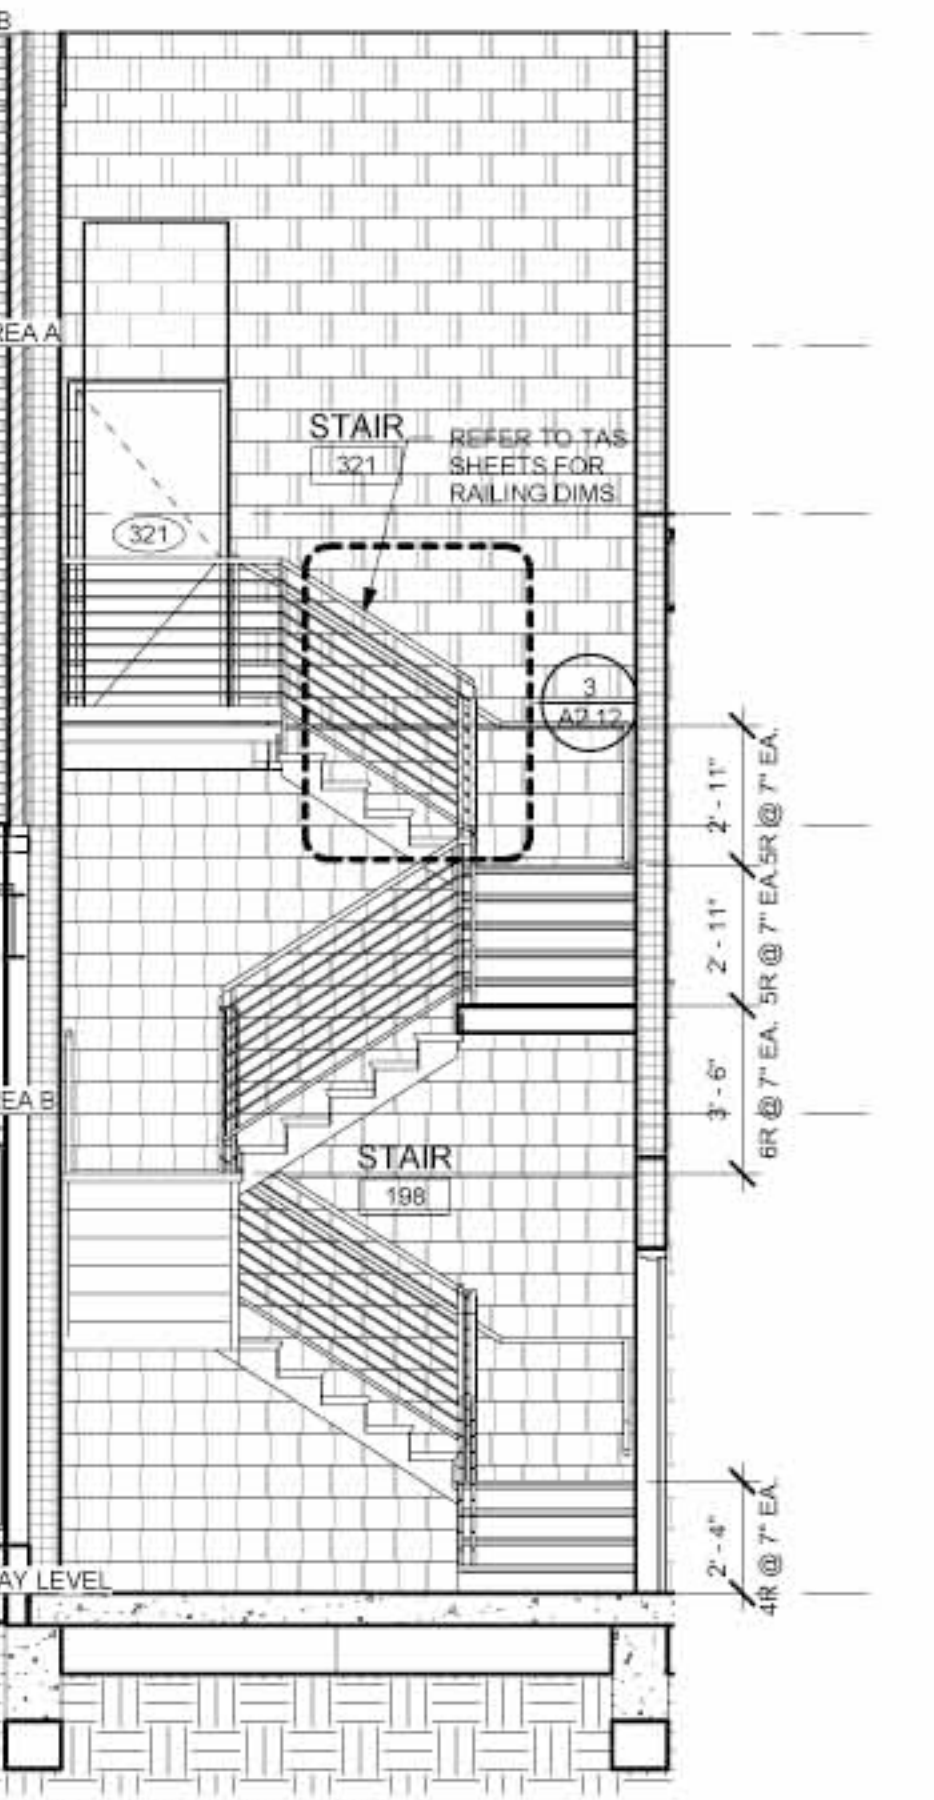 B
REA A
STAIR
321
REFER TO TAS
SHEETS FOR
RAILING DIMS.
321
3
A7.12
2' - 11"
5R @ 7" EA.
2' - 11"
5R @ 7" EA.
3' - 6"
6R @ 7" EA.
EA B
STAIR
198
2' - 4"
4R @ 7" EA.
AY LEVEL